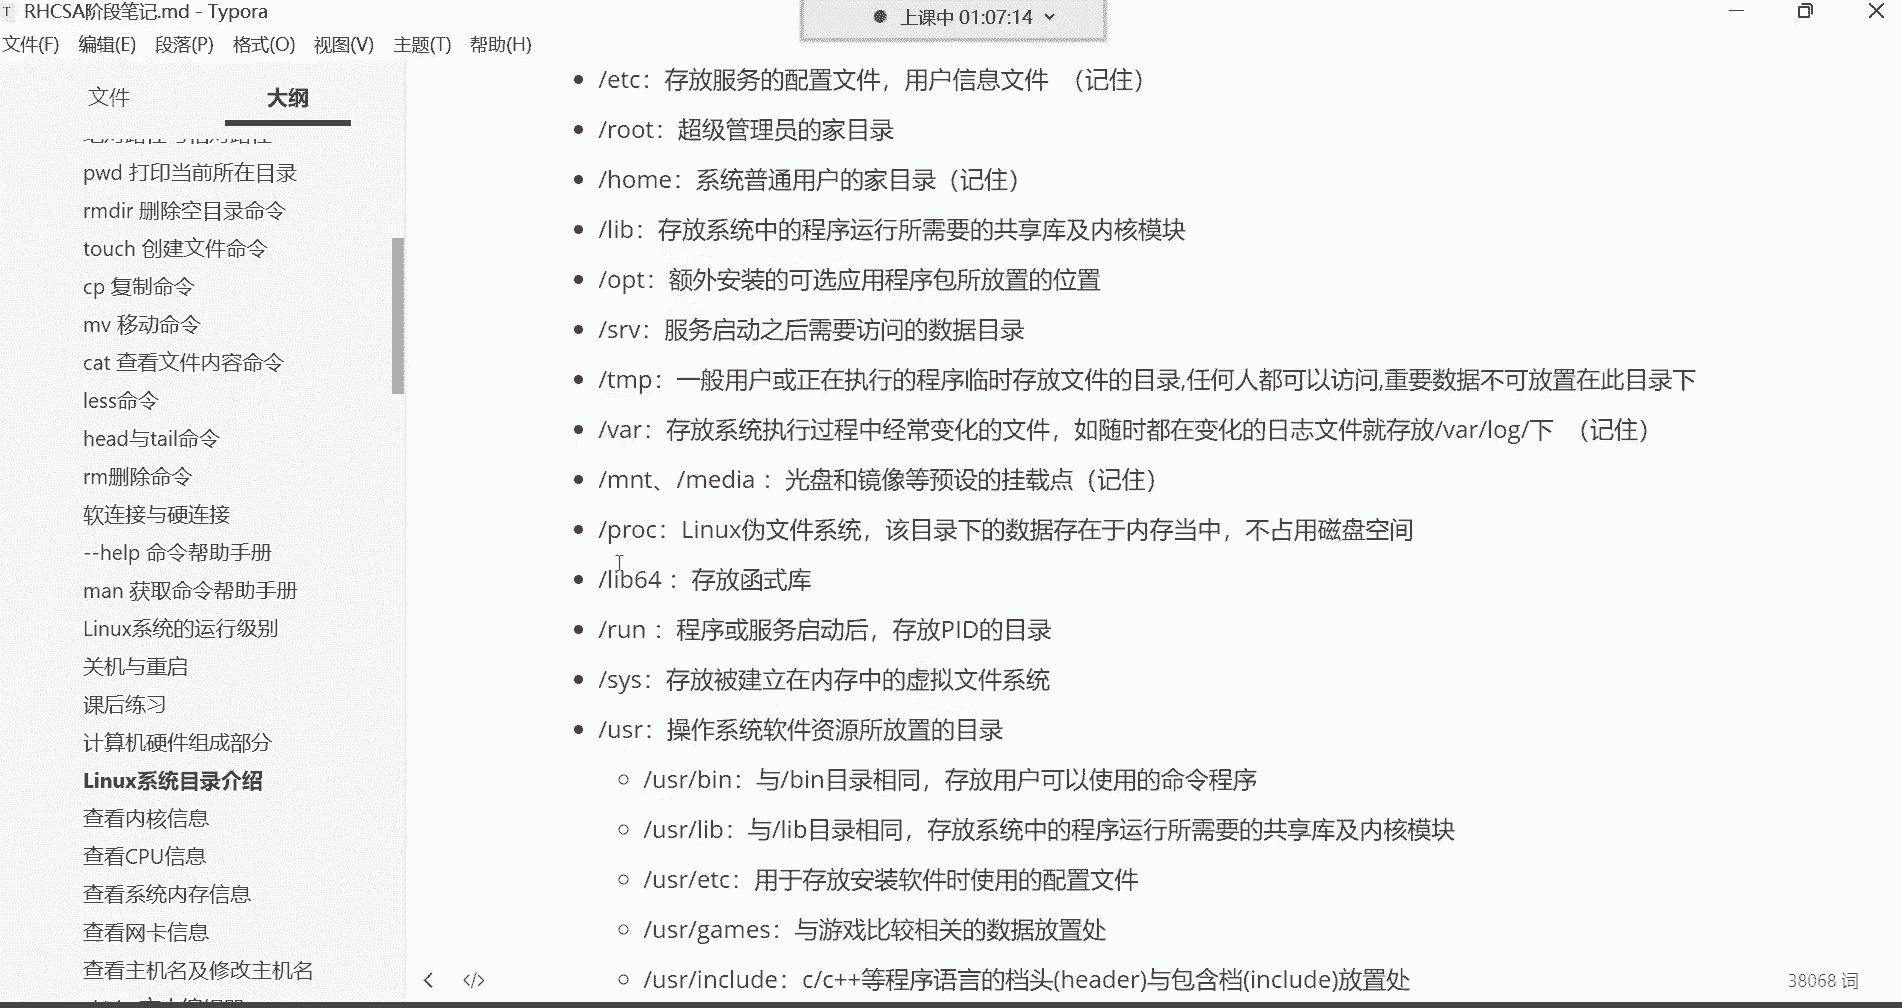 RHCSA阶段笔记.md - Typora
上课中 01:07:14
文件(F) 编辑(E) 段落(P) 格式(O) 视图(V) 主题(T) 帮助(H)
文件 大纲
绝对路径与相对路径
pwd 打印当前所在目录
rmdir 删除空目录命令
touch 创建文件命令
cp 复制命令
mv 移动命令
cat 查看文件内容命令
less命令
head与tail命令
rm删除命令
软连接与硬连接
--help 命令帮助手册
man 获取命令帮助手册
Linux系统的运行级别
关机与重启
课后练习
计算机硬件组成部分
Linux系统目录介绍
查看内核信息
查看CPU信息
查看系统内存信息
查看网卡信息
查看主机名及修改主机名
/etc：存放服务的配置文件，用户信息文件 （记住）
/root：超级管理员的家目录
/home：系统普通用户的家目录（记住）
/lib：存放系统中的程序运行所需要的共享库及内核模块
/opt：额外安装的可选应用程序包所放置的位置
/srv：服务启动之后需要访问的数据目录
/tmp：一般用户或正在执行的程序临时存放文件的目录,任何人都可以访问,重要数据不可放置在此目录下
/var：存放系统执行过程中经常变化的文件，如随时都在变化的日志文件就存放/var/log/下 （记住）
/mnt、/media ：光盘和镜像等预设的挂载点（记住）
/proc：Linux伪文件系统，该目录下的数据存在于内存当中，不占用磁盘空间
/lib64 ：存放函式库
/run ：程序或服务启动后，存放PID的目录
/sys：存放被建立在内存中的虚拟文件系统
/usr：操作系统软件资源所放置的目录
/usr/bin：与/bin目录相同，存放用户可以使用的命令程序
/usr/lib：与/lib目录相同，存放系统中的程序运行所需要的共享库及内核模块
/usr/etc：用于存放安装软件时使用的配置文件
/usr/games：与游戏比较相关的数据放置处
/usr/include：c/c++等程序语言的档头(header)与包含档(include)放置处
38068 词